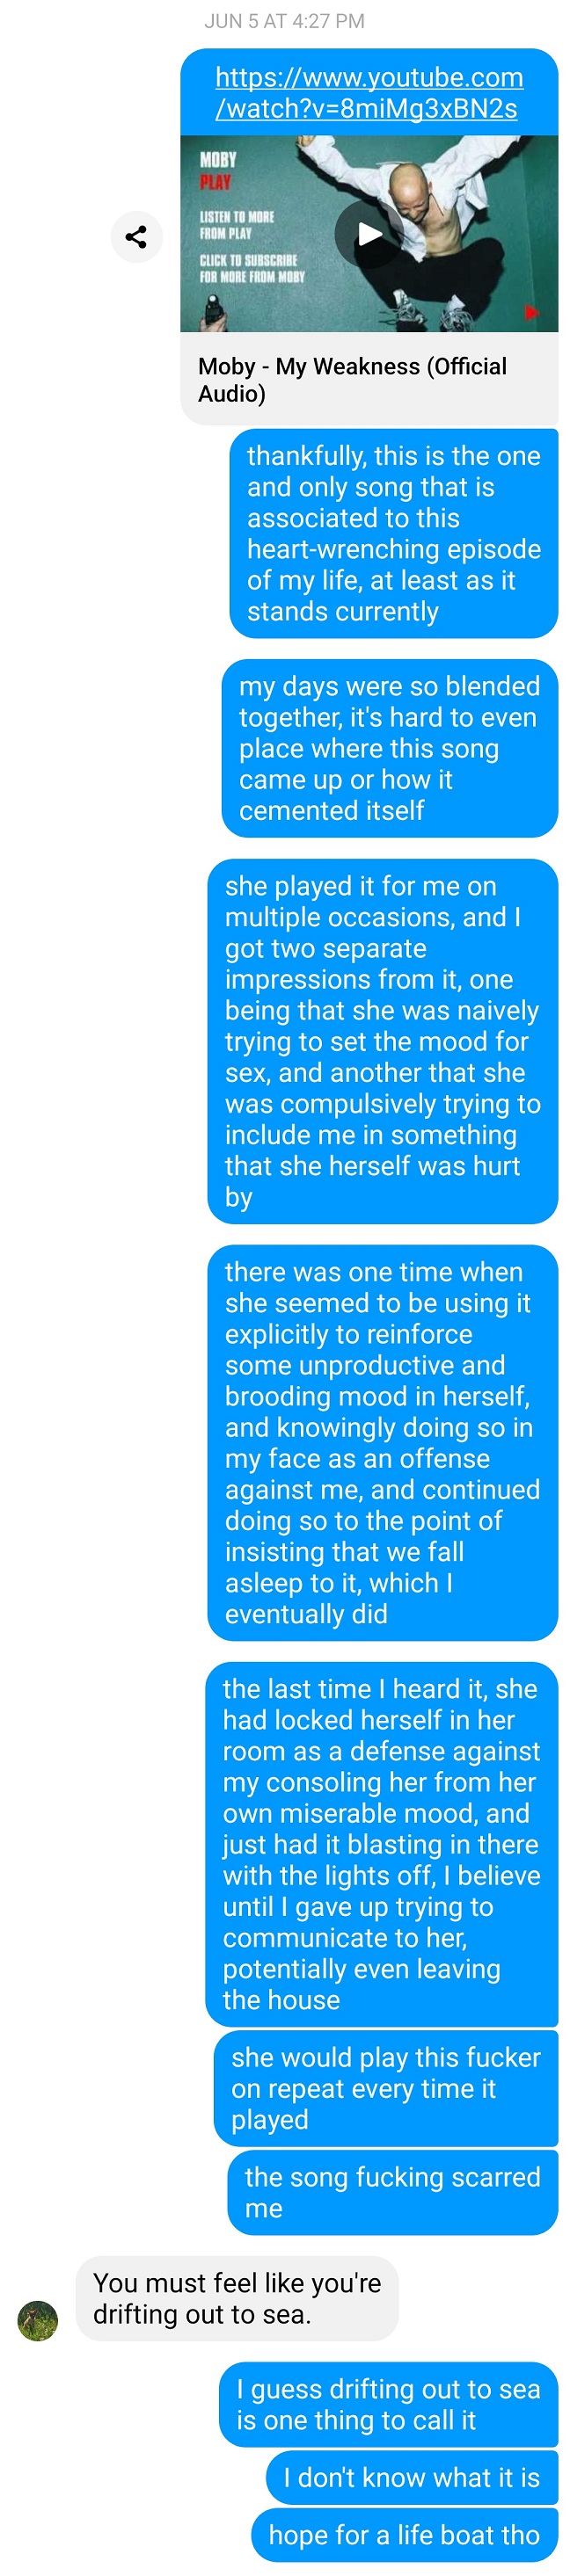 JUN 5 AT 4:27 PM
https://www.youtube.com
/watch?v=8miMg3xBN2s
MOBY
PLAY
LISTEN TO MORE
FROM PLAY
CLICK TO SUBSCRIBE
FOR MORE FROM MOBY
Moby - My Weakness (Official
Audio)
thankfully, this is the one
and only song that is
associated to this
heart-wrenching episode
of my life, at least as it
stands currently
my days were so blended
together, it's hard to even
place where this song
came up or how it
cemented itself
she played it for me on
multiple occasions, and I
got two separate
impressions from it, one
being that she was naively
trying to set the mood for
sex, and another that she
was compulsively trying to
include me in something
that she herself was hurt
by
there was one time when
she seemed to be using it
explicitly to reinforce
some unproductive and
brooding mood in herself,
and knowingly doing so in
my face as an offense
against me, and continued
doing so to the point of
insisting that we fall
asleep to it, which I
eventually did
the last time I heard it, she
had locked herself in her
room as a defense against
my consoling her from her
own miserable mood, and
just had it blasting in there
with the lights off, I believe
until I gave up trying to
communicate to her,
potentially even leaving
the house
she would play this fucker
on repeat every time it
played
the song fucking scarred
me
You must feel like you're
drifting out to sea.
I guess drifting out to sea
is one thing to call it
I don't know what it is
hope for a life boat tho